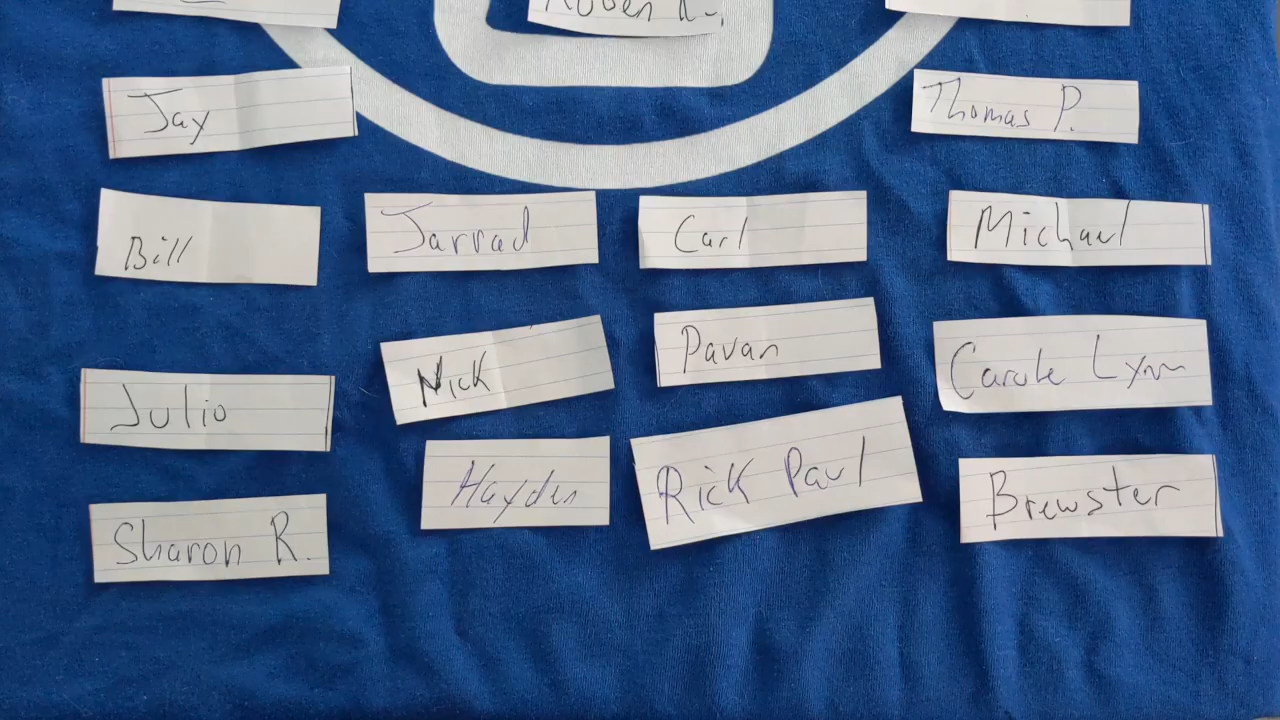 Jay
Thomas P.
Bill
Jarrad
Carl
Michael
Julio
Nick
Pavan
Carole Lynn
Sharon R.
Hayden
Rick Paul
Brewster